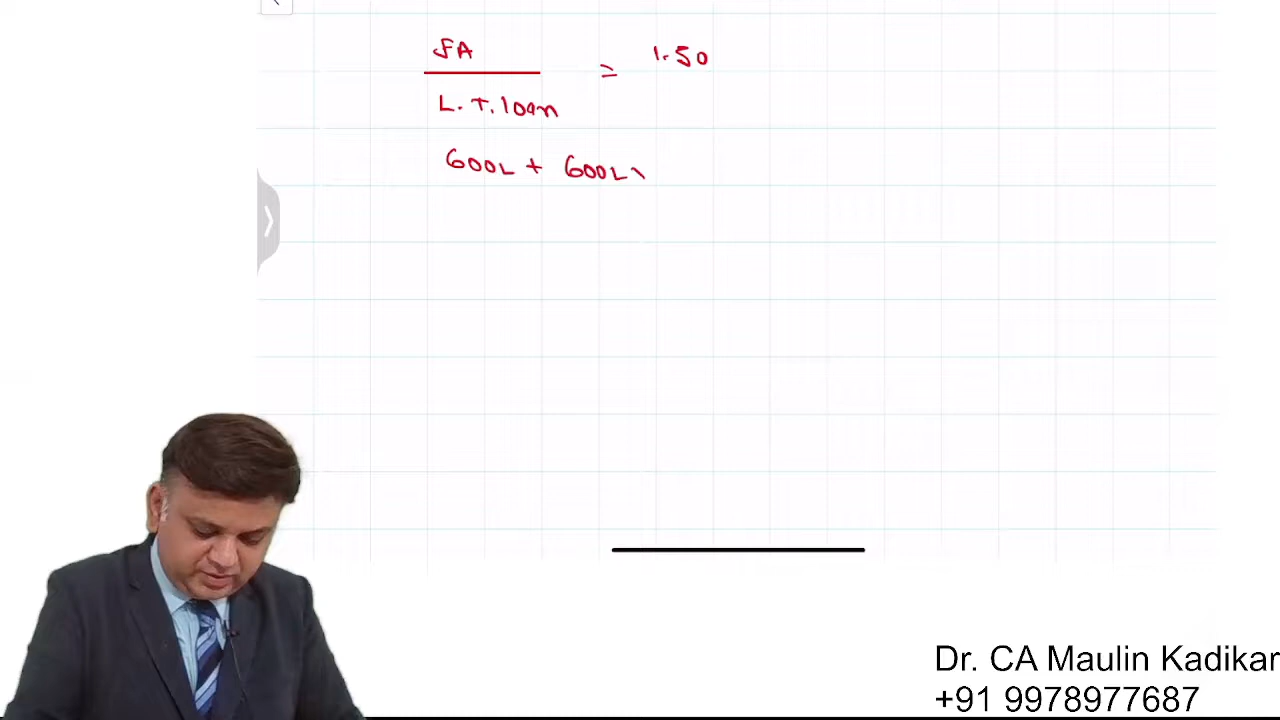 FA
= 1.50
L.T.loan
600L + 600L
Dr. CA Maulin Kadikar
+91 9978977687